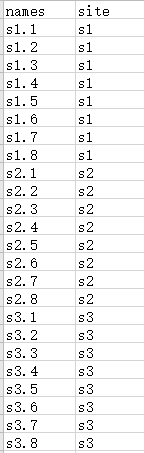 names site
s1.1 s1
s1.2 s1
s1.3 s1
s1.4 s1
s1.5 s1
s1.6 s1
s1.7 s1
s1.8 s1
s2.1 s2
s2.2 s2
s2.3 s2
s2.4 s2
s2.5 s2
s2.6 s2
s2.7 s2
s2.8 s2
s3.1 s3
s3.2 s3
s3.3 s3
s3.4 s3
s3.5 s3
s3.6 s3
s3.7 s3
s3.8 s3